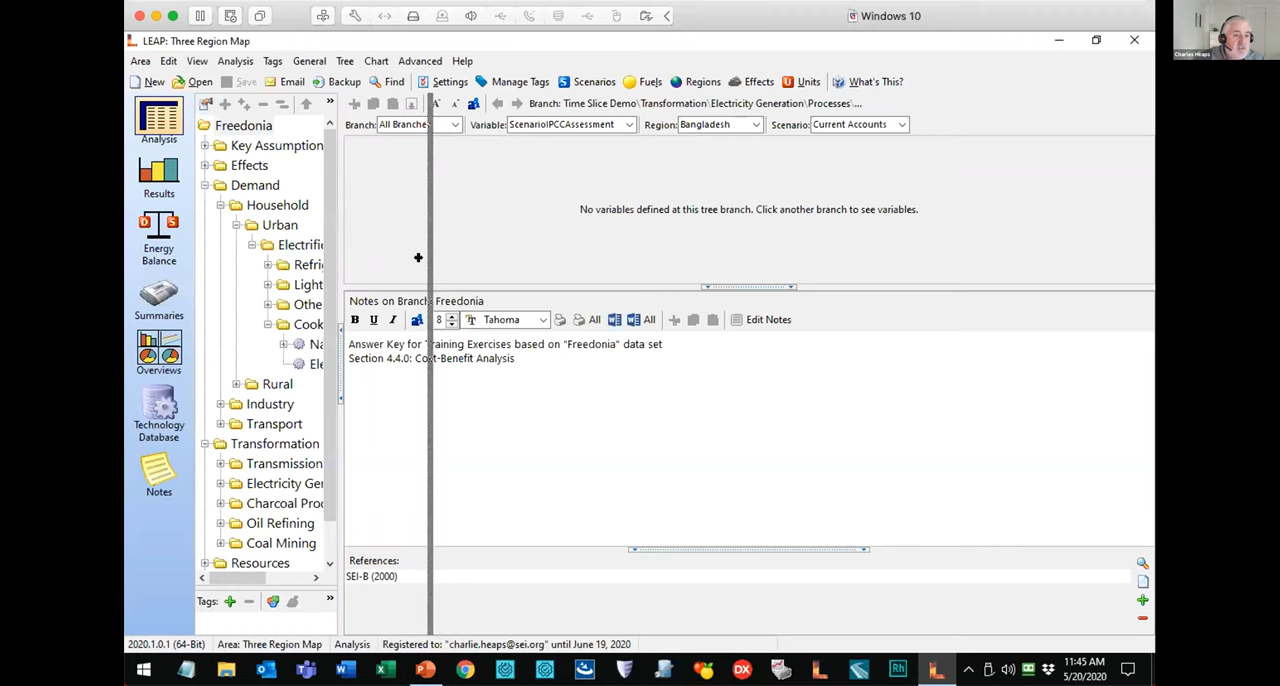 Windows 10
Charles Heaps
LEAP: Three Region Map
Area Edit View Analysis Tags General Tree Chart Advanced Help
New Open Save Email Backup Find Settings Manage Tags Scenarios Fuels Regions Effects Units What's This?
Branch: Time Slice Demo\Transformation\Electricity Generation\Processes\...
Branch: All Branche Variable: ScenarioIPCCAssessment Region: Bangladesh Scenario: Current Accounts
Analysis
Results
Energy
Balance
Summaries
Overviews
Technology
Database
Notes
Freedonia
Key Assumption
Effects
Demand
Household
Urban
Electrifi
Refri
Light
Othe
Cook
Na
Ele
Rural
Industry
Transport
Transformation
Transmission
Electricity Ge
Charcoal Pro
Oil Refining
Coal Mining
Resources
Tags:
No variables defined at this tree branch. Click another branch to see variables.
Notes on Branch Freedonia
B U I 8 Tahoma All All Edit Notes
Answer Key for Training Exercises based on "Freedonia" data set
Section 4.4.0: Cost-Benefit Analysis
References:
SEI-B (2000)
2020.1.0.1 (64-Bit) Area: Three Region Map Analysis Registered to: "charlie.heaps@sei.org" until June 19, 2020
11:45 AM
5/20/2020